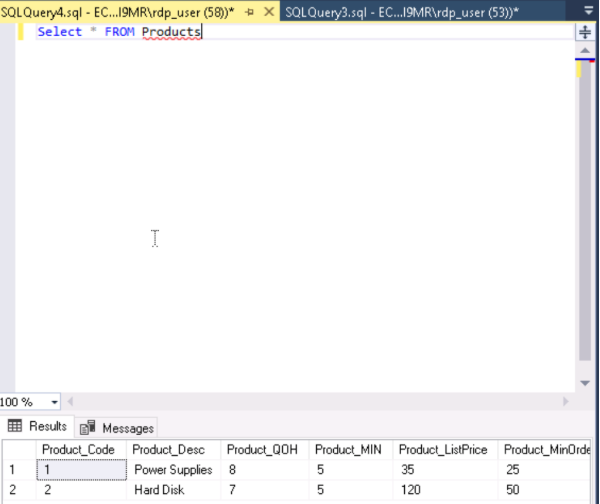 SQLQuery4.sql - EC...I9MR\rdp_user (58))* SQLQuery3.sql - EC...I9MR\rdp_user (53))*
Select * FROM Products
100 %
Results Messages
Product_Code Product_Desc Product_QOH Product_MIN Product_ListPrice Product_MinOrde
1 1 Power Supplies 8 5 35 25
2 2 Hard Disk 7 5 120 50